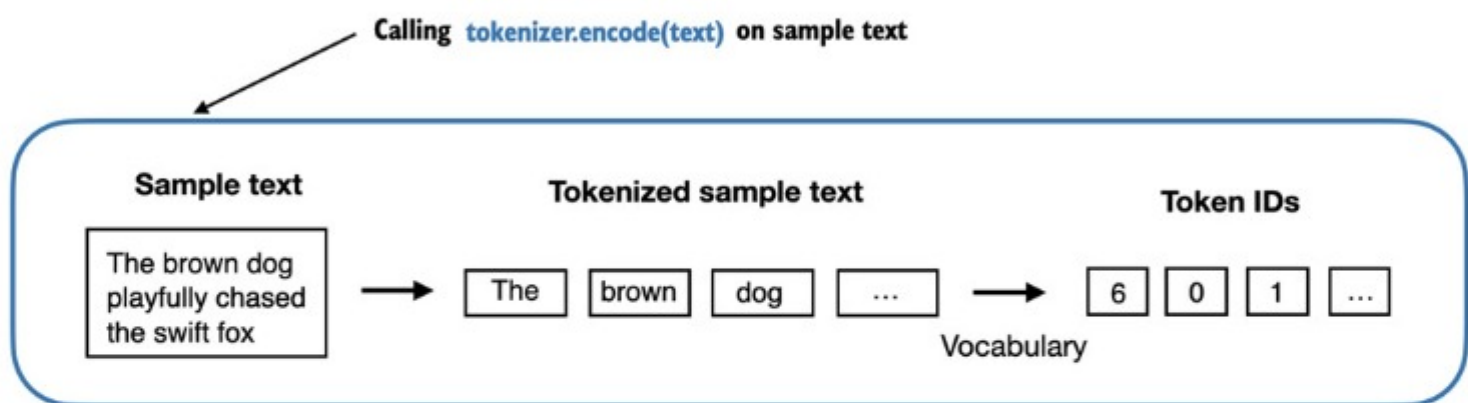 Calling tokenizer.encode(text) on sample text
Sample text
Tokenized sample text
Token IDs
The brown dog
playfully chased
the swift fox
The brown dog ...
Vocabulary
6 0 1 ...